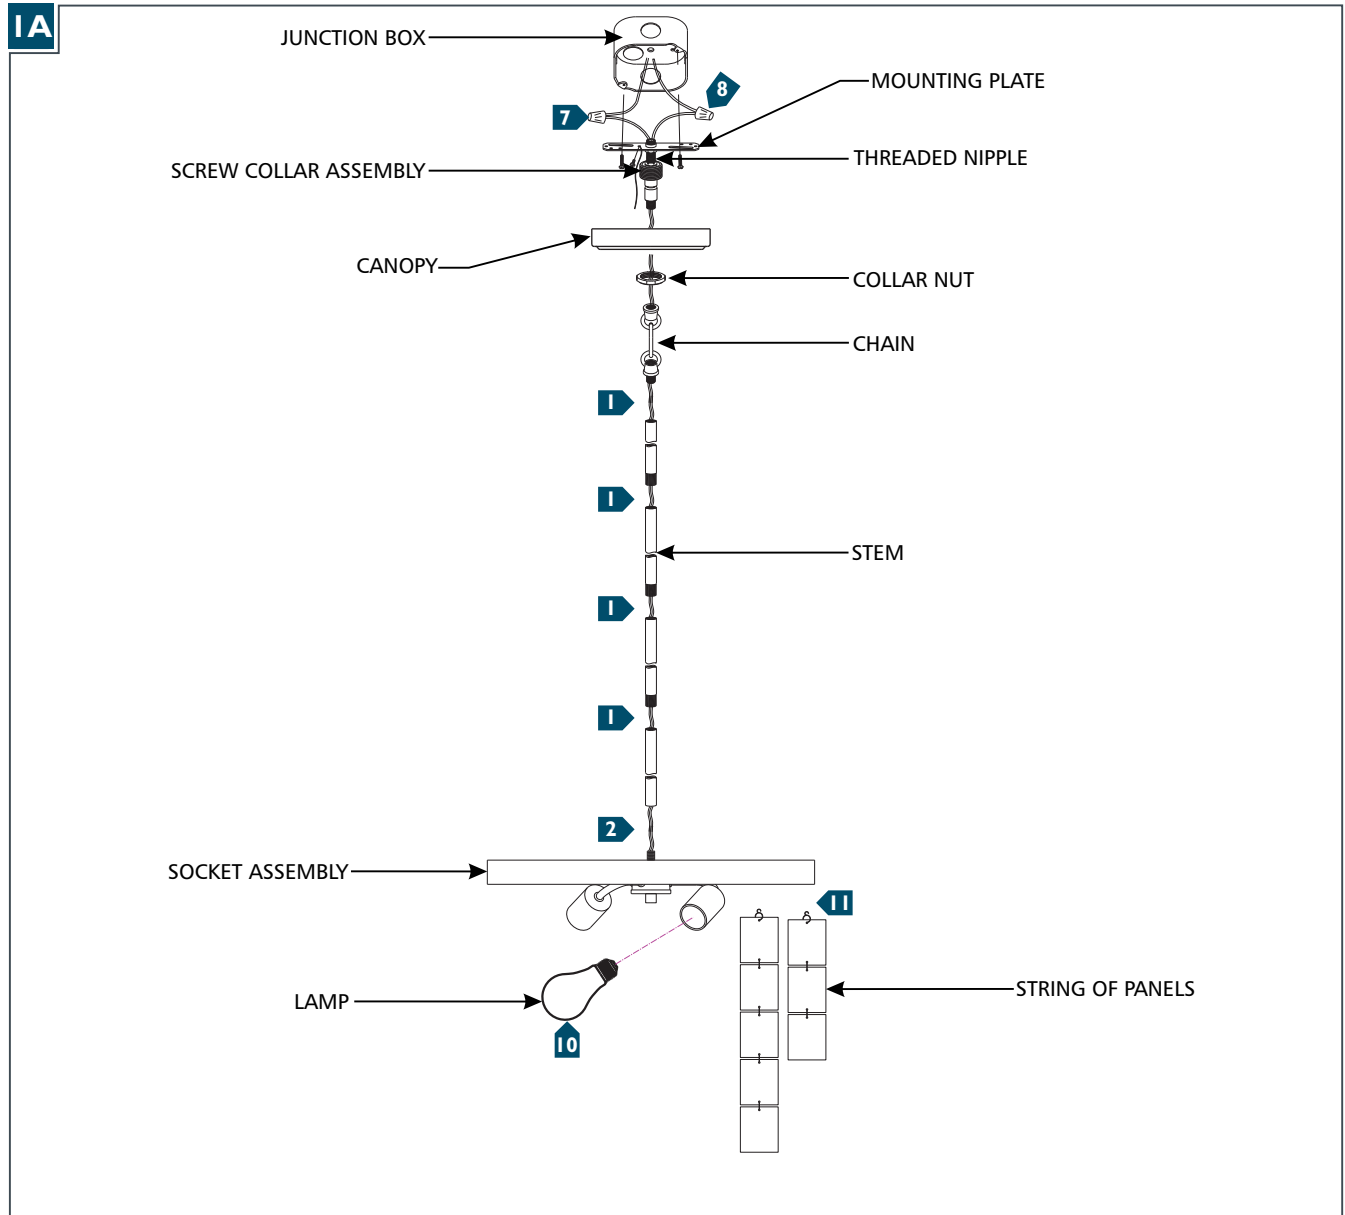 1A
JUNCTION BOX
MOUNTING PLATE
8
7
THREADED NIPPLE
SCREW COLLAR ASSEMBLY
CANOPY
COLLAR NUT
CHAIN
1
1
STEM
1
1
2
SOCKET ASSEMBLY
11
STRING OF PANELS
LAMP
10